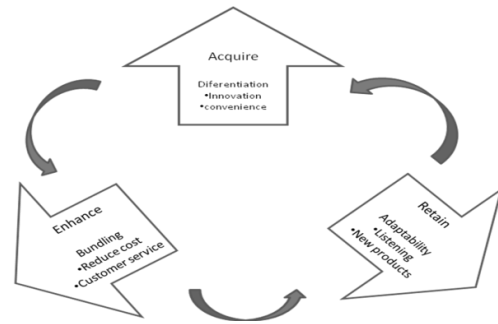 Acquire
Diferentiation
•Innovation
•convenience
Enhance
Bundling
•Reduce cost
•Customer service
Retain
Adaptability
•Listening
•New products